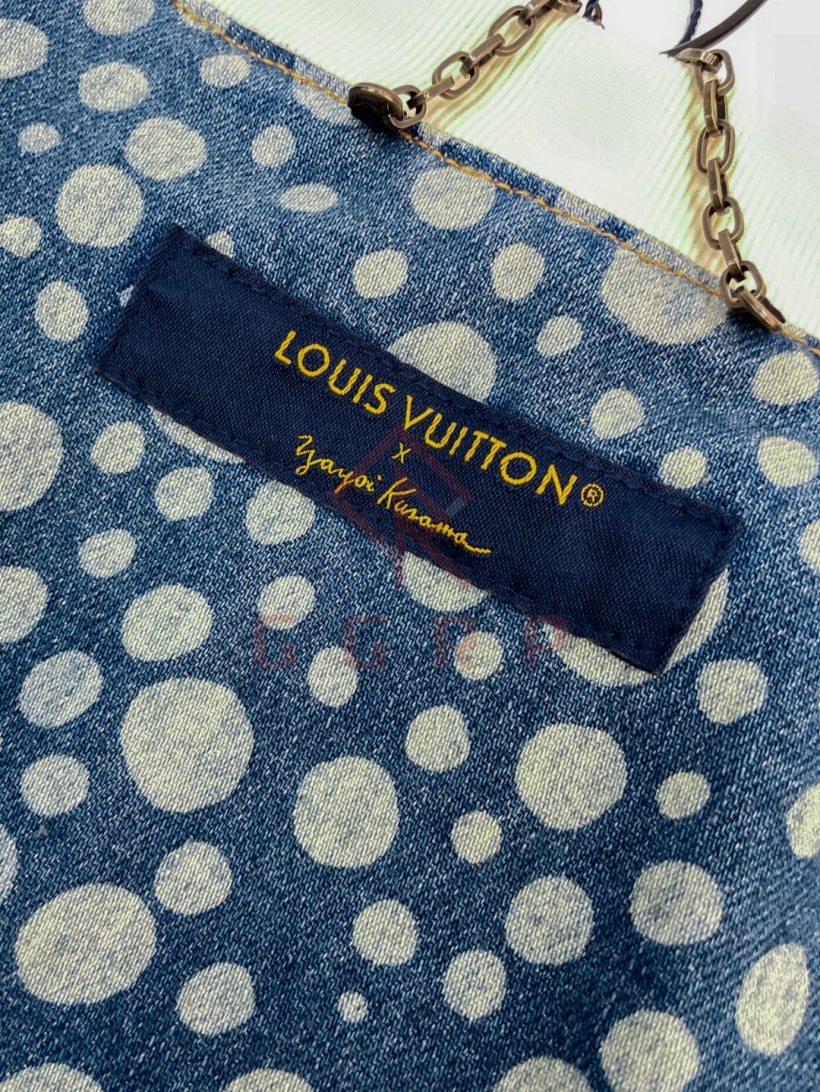 LOUIS VUITTON®
x
Yayoi Kusama
GGRP